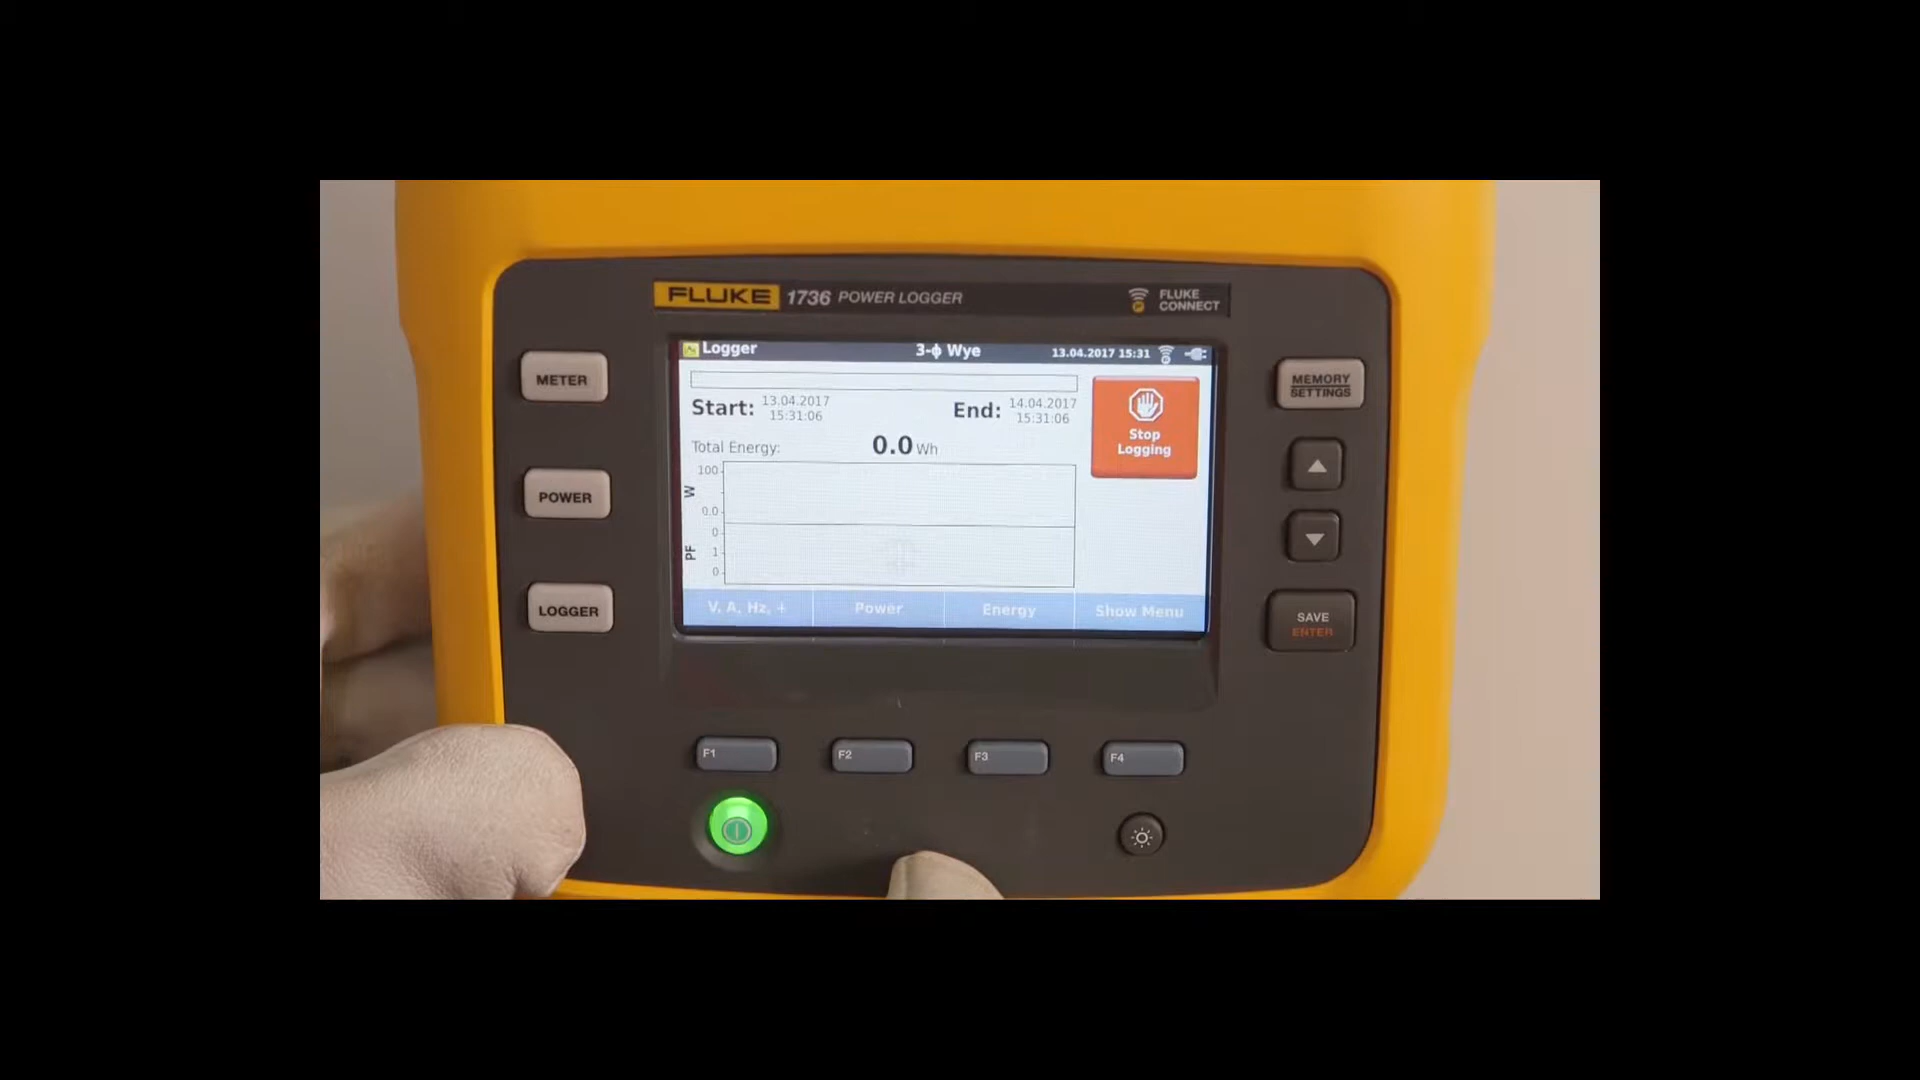 FLUKE 1736 POWER LOGGER
FLUKE CONNECT
Logger 3-ϕ Wye 13.04.2017 15:31
Start: 13.04.2017 15:31:06
End: 14.04.2017 15:31:06
Stop
Logging
Total Energy: 0.0 Wh
100
W
0.0
0
PF
1
0
V, A, Hz, +
Power
Energy
Show Menu
METER
POWER
LOGGER
MEMORY
SETTINGS
SAVE
ENTER
F1
F2
F3
F4